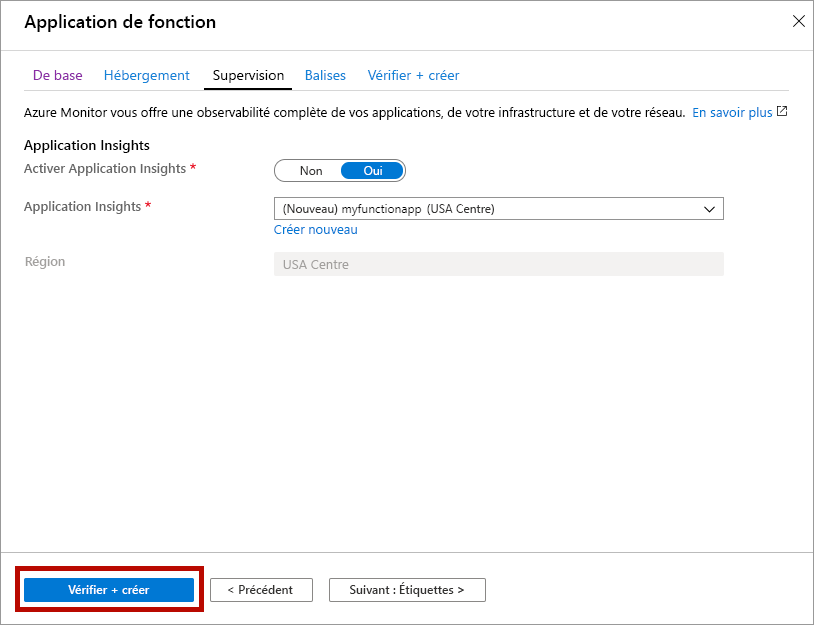 Application de fonction
De base Hébergement Supervision Balises Vérifier + créer
Azure Monitor vous offre une observabilité complète de vos applications, de votre infrastructure et de votre réseau. En savoir plus
Application Insights
Activer Application Insights * Non Oui
Application Insights * (Nouveau) myfunctionapp (USA Centre)
Créer nouveau
Région USA Centre
Vérifier + créer < Précédent Suivant : Étiquettes >